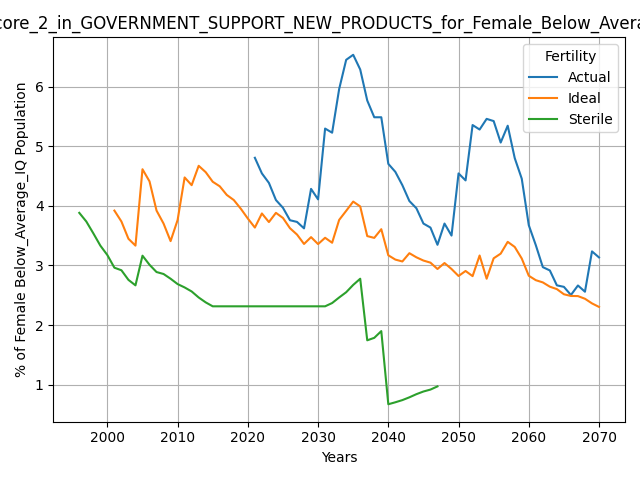 core_2_in_GOVERNMENT_SUPPORT_NEW_PRODUCTS_for_Female_Below_Avera
% of Female Below_Average_IQ Population
6
5
4
3
2
1
Fertility
Actual
Ideal
Sterile
2000 2010 2020 2030 2040 2050 2060 2070
Years